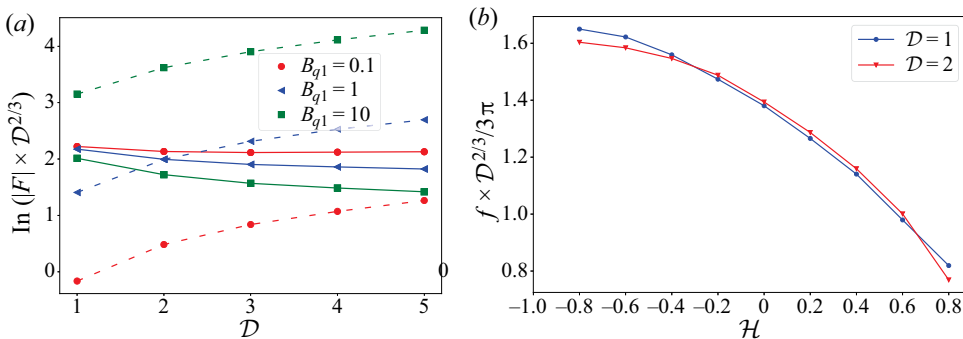 (a)
4
3
2
1
0
ln (|F| × 𝒟^{2/3})
B_{q1} = 0.1
B_{q1} = 1
B_{q1} = 10
1 2 3 4 5
𝒟
0
(b)
1.6
1.4
1.2
1.0
0.8
f × 𝒟^{2/3}/3π
𝒟 = 1
𝒟 = 2
−1.0 −0.8 −0.6 −0.4 −0.2 0 0.2 0.4 0.6 0.8
ℋ